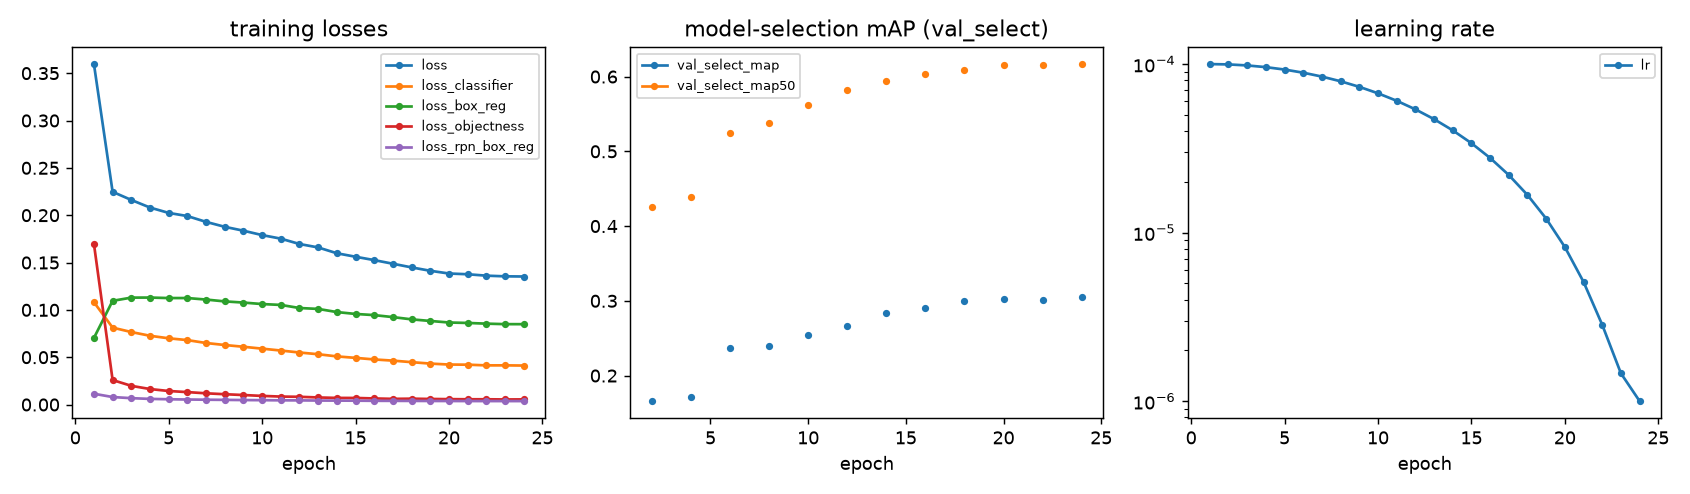 training losses
loss
loss_classifier
loss_box_reg
loss_objectness
loss_rpn_box_reg
0.35
0.30
0.25
0.20
0.15
0.10
0.05
0.00
0 5 10 15 20 25
epoch
model-selection mAP (val_select)
val_select_map
val_select_map50
0.6
0.5
0.4
0.3
0.2
5 10 15 20 25
epoch
learning rate
lr
10⁻⁴
10⁻⁵
10⁻⁶
0 5 10 15 20 25
epoch